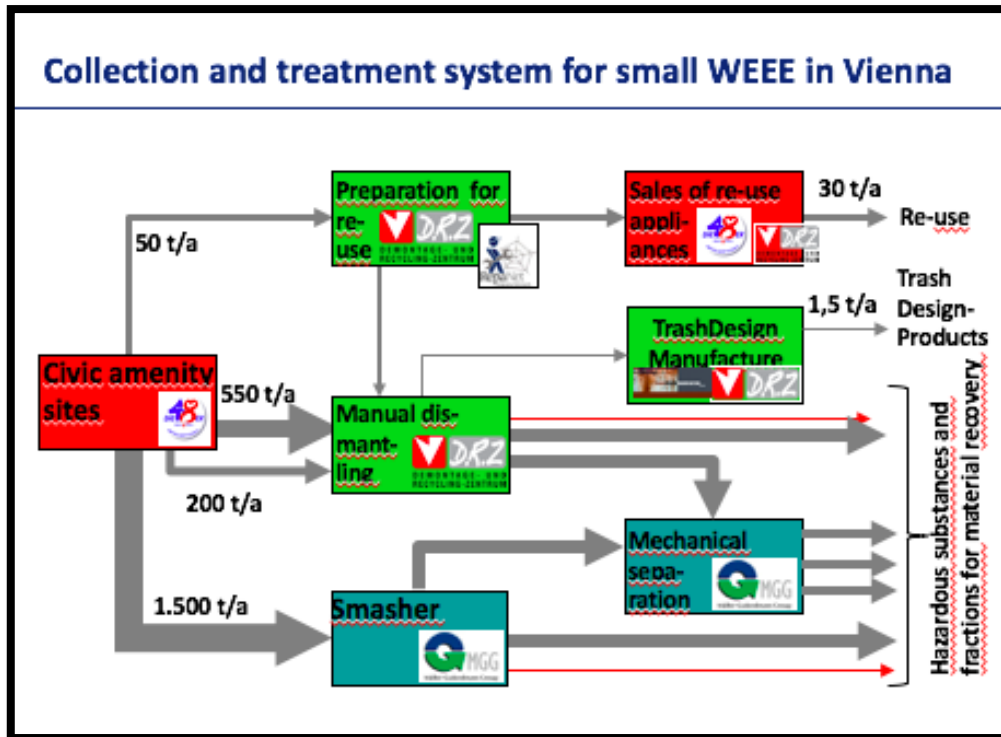 Collection and treatment system for small WEEE in Vienna
Preparation for
re-
use
D.R.Z
DEMONTAGE- UND
RECYCLING-ZENTRUM
Sales of re-use
appli-
ances
48
D.R.Z
30 t/a
Re-use
50 t/a
TrashDesign
Manufacture
D.R.Z
1,5 t/a
Trash
Design-
Products
Civic amenity
sites
48
550 t/a
200 t/a
Manual dis-
mant-
ling
D.R.Z
DEMONTAGE- UND
RECYCLING-ZENTRUM
Mechanical
sepa-
ration
MGG
1.500 t/a
Smasher
MGG
Hazardous substances and
fractions for material recovery